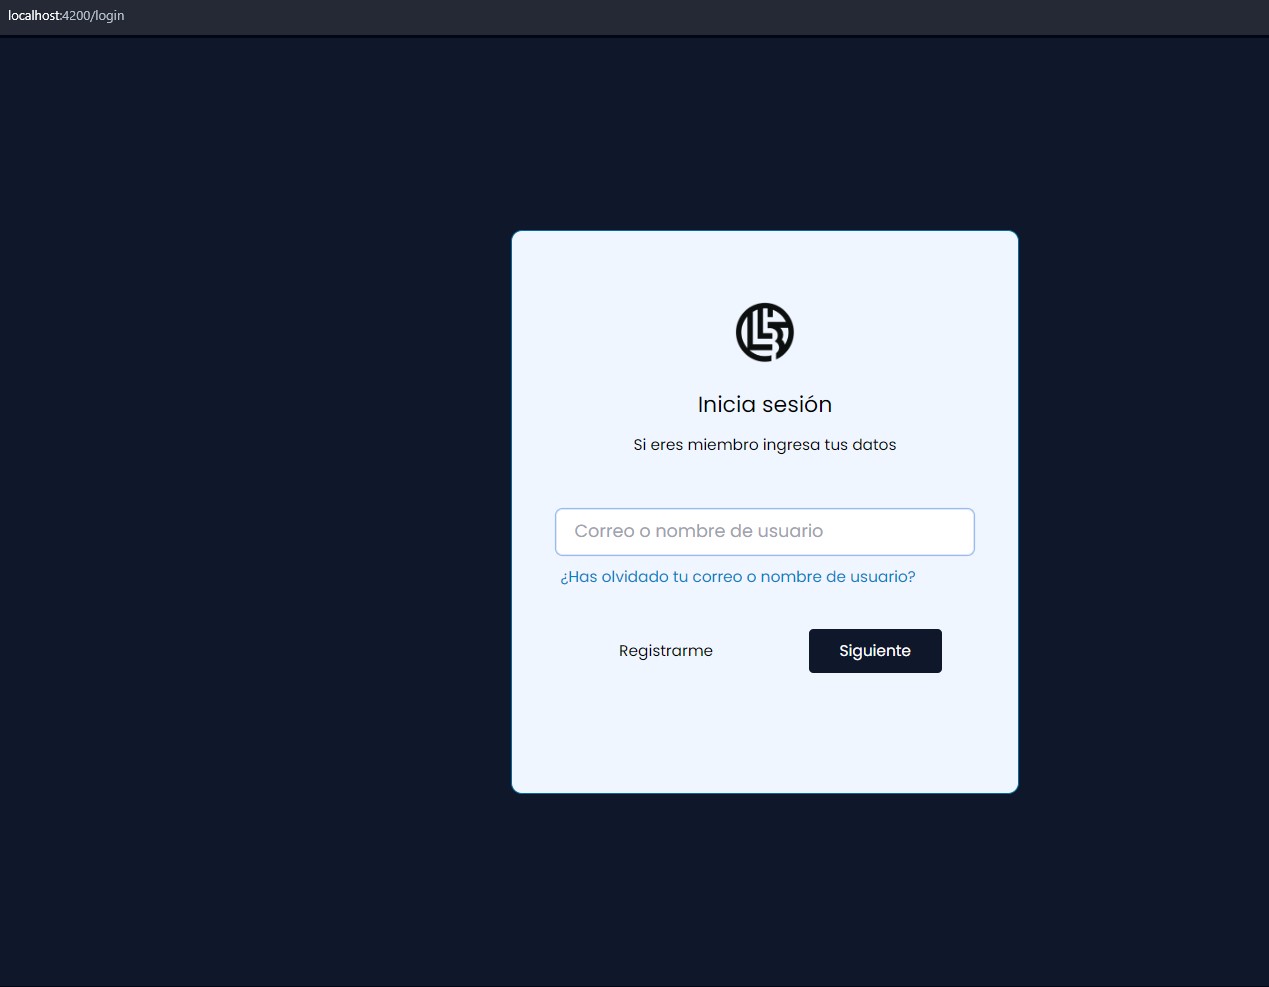 localhost:4200/login
Inicia sesión
Si eres miembro ingresa tus datos
Correo o nombre de usuario
¿Has olvidado tu correo o nombre de usuario?
Registrarme Siguiente